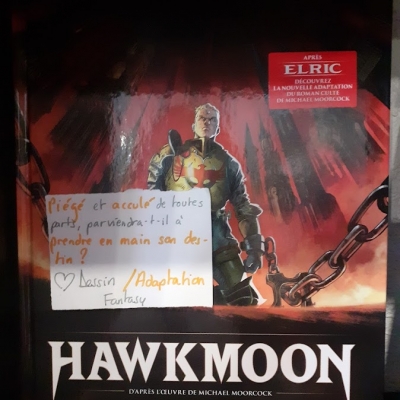 APRÈS
ELRIC
DÉCOUVREZ
LA NOUVELLE ADAPTATION
DU ROMAN CULTE
DE MICHAEL MOORCOCK
Piégé et acculé de toutes
parts, parviendra-t-il à
prendre en main son des-
tin ?
♡ Dessin / Adaptation
Fantasy
HAWKMOON
D'APRÈS L'ŒUVRE DE MICHAEL MOORCOCK